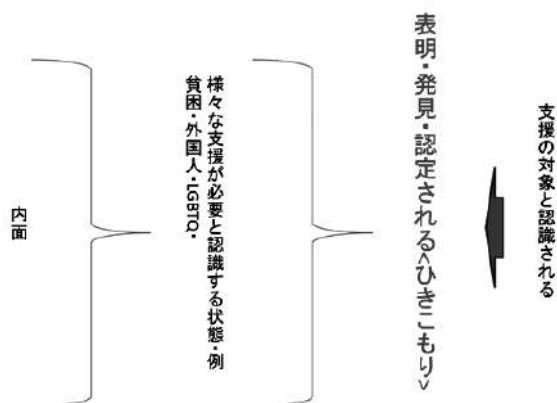 支援の対象と認識される
表明・発見・認定される<ひきこもり>
様々な支援が必要と認識する状態・例
貧困・外国人・LGBTQ・
内面